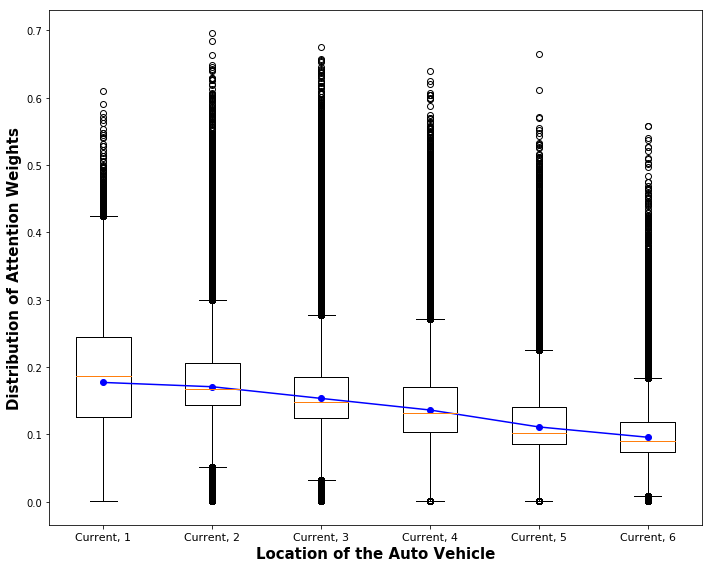 Distribution of Attention Weights
0.7
0.6
0.5
0.4
0.3
0.2
0.1
0.0
Current, 1 Current, 2 Current, 3 Current, 4 Current, 5 Current, 6
Location of the Auto Vehicle